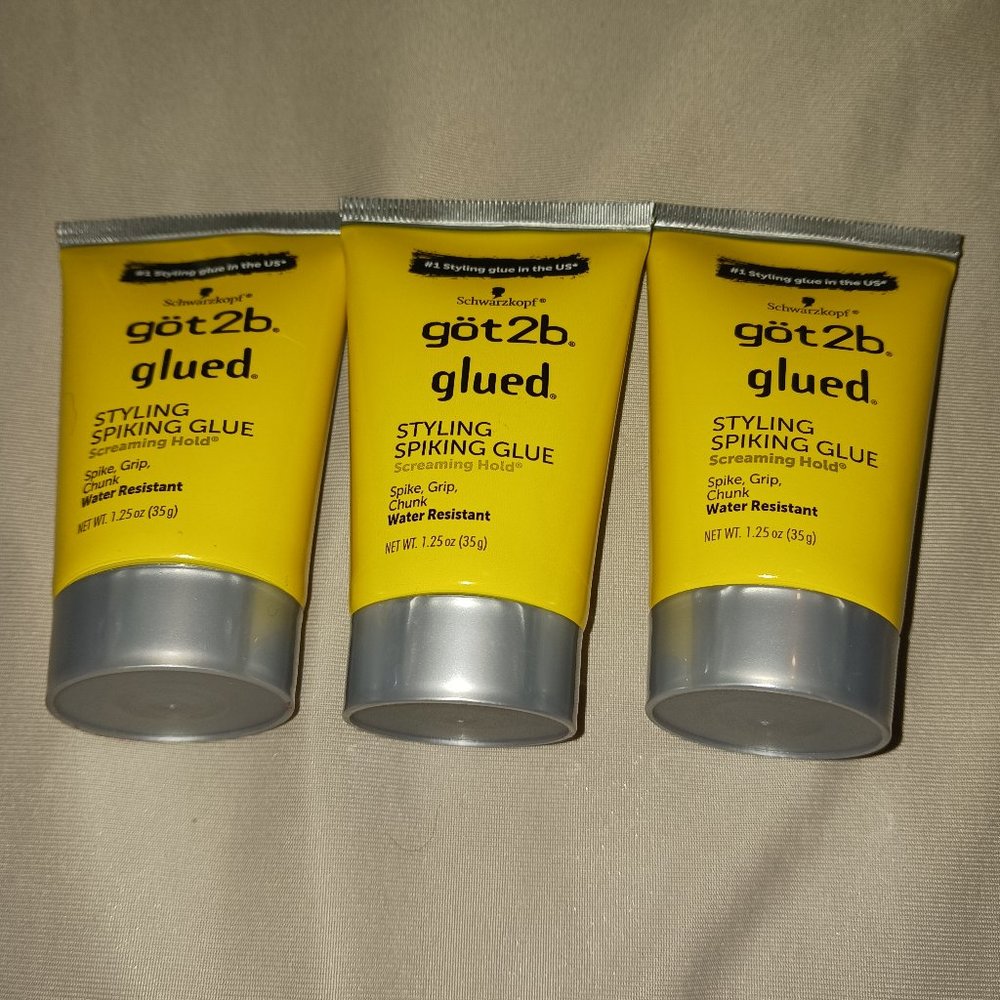 #1 Styling glue in the US*
Schwarzkopf®
göt2b®
glued®
STYLING
SPIKING GLUE
Screaming Hold®
Spike, Grip,
Chunk
Water Resistant
NET WT. 1.25 oz (35g)
#1 Styling glue in the US*
Schwarzkopf®
göt2b®
glued®
STYLING
SPIKING GLUE
Screaming Hold®
Spike, Grip,
Chunk
Water Resistant
NET WT. 1.25 oz (35g)
#1 Styling glue in the US*
Schwarzkopf®
göt2b®
glued®
STYLING
SPIKING GLUE
Screaming Hold®
Spike, Grip,
Chunk
Water Resistant
NET WT. 1.25 oz (35g)